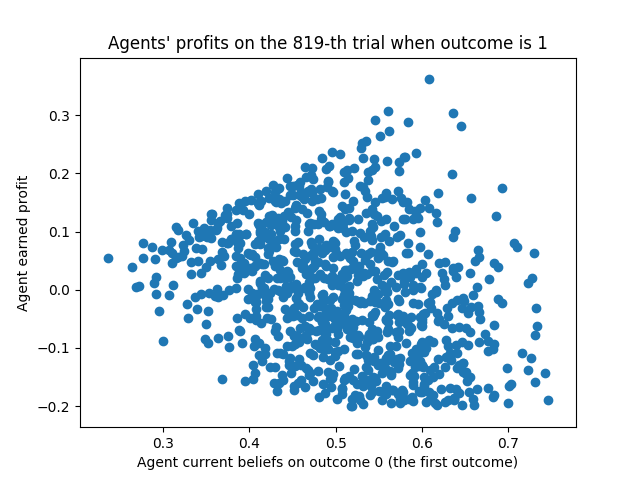 Agents' profits on the 819-th trial when outcome is 1
Agent earned profit
0.3
0.2
0.1
0.0
−0.1
−0.2
0.3 0.4 0.5 0.6 0.7
Agent current beliefs on outcome 0 (the first outcome)